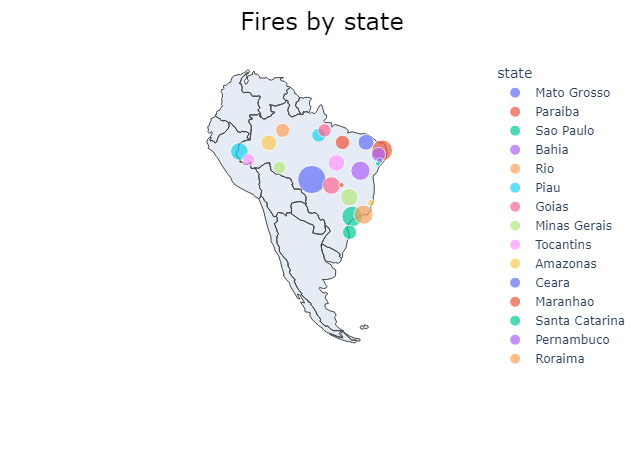 Fires by state
state
Mato Grosso
Paraiba
Sao Paulo
Bahia
Rio
Piau
Goias
Minas Gerais
Tocantins
Amazonas
Ceara
Maranhao
Santa Catarina
Pernambuco
Roraima